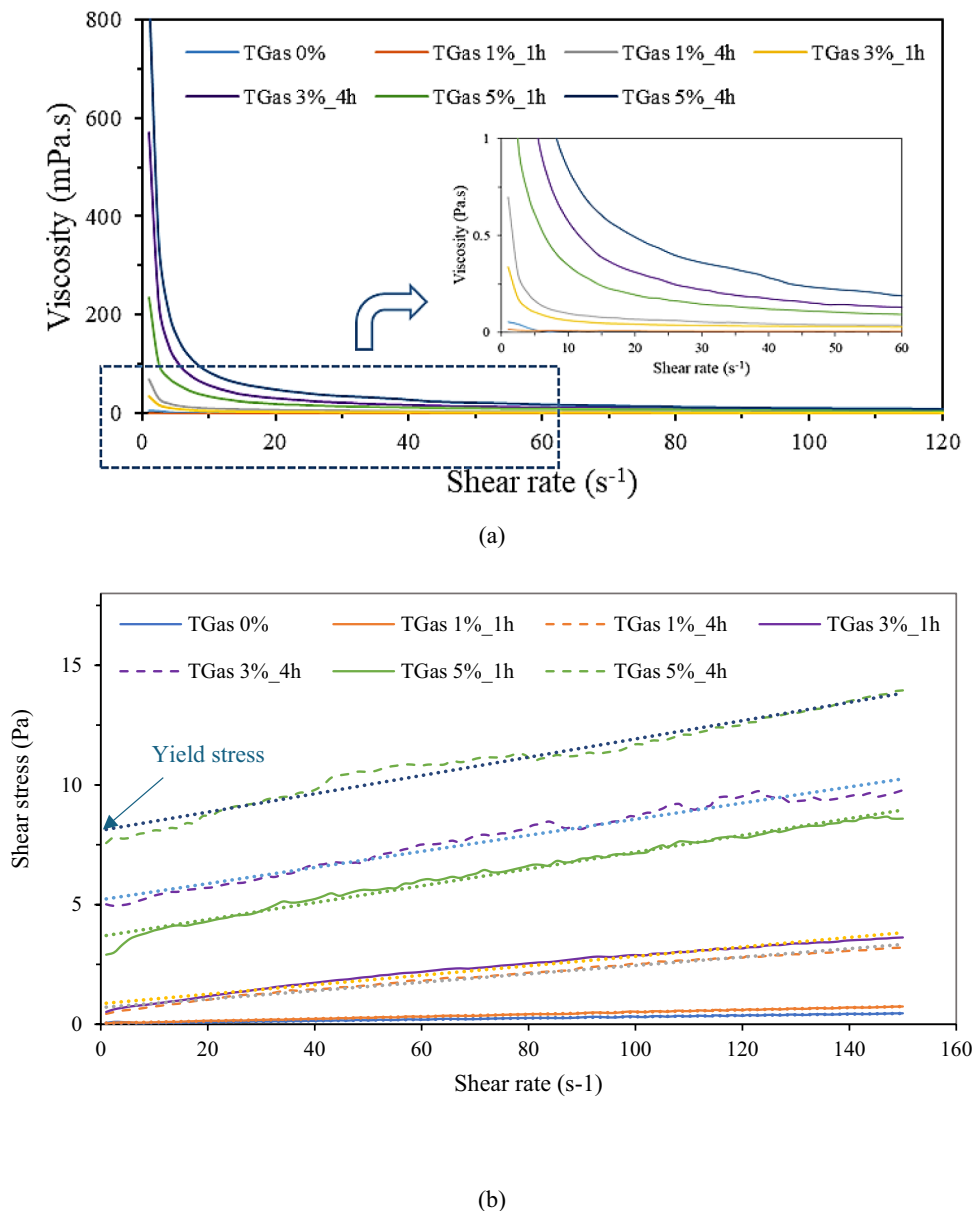 800
600
400
200
0
Viscosity (mPa.s)
TGas 0% TGas 1%_1h TGas 1%_4h TGas 3%_1h
TGas 3%_4h TGas 5%_1h TGas 5%_4h
1
0.5
0
Viscosity (Pa.s)
0 10 20 30 40 50 60
Shear rate (s-1)
0 20 40 60 80 100 120
Shear rate (s-1)
(a)
TGas 0% TGas 1%_1h TGas 1%_4h TGas 3%_1h
TGas 3%_4h TGas 5%_1h TGas 5%_4h
15
10
5
0
Shear stress (Pa)
Yield stress
0 20 40 60 80 100 120 140 160
Shear rate (s-1)
(b)